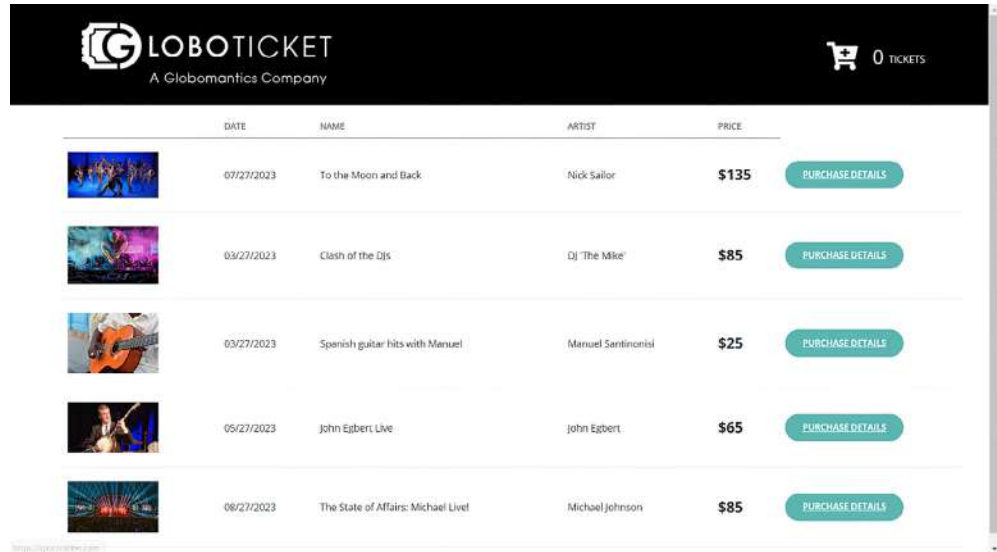 GLOBOTICKET
A Globomantics Company
0 TICKETS
DATE NAME ARTIST PRICE
07/27/2023 To the Moon and Back Nick Sailor $135 PURCHASE DETAILS
03/27/2023 Clash of the DJs DJ 'The Mike' $85 PURCHASE DETAILS
03/27/2023 Spanish guitar hits with Manuel Manuel Santinonisi $25 PURCHASE DETAILS
05/27/2023 John Egbert Live John Egbert $65 PURCHASE DETAILS
08/27/2023 The State of Affairs: Michael Live! Michael Johnson $85 PURCHASE DETAILS